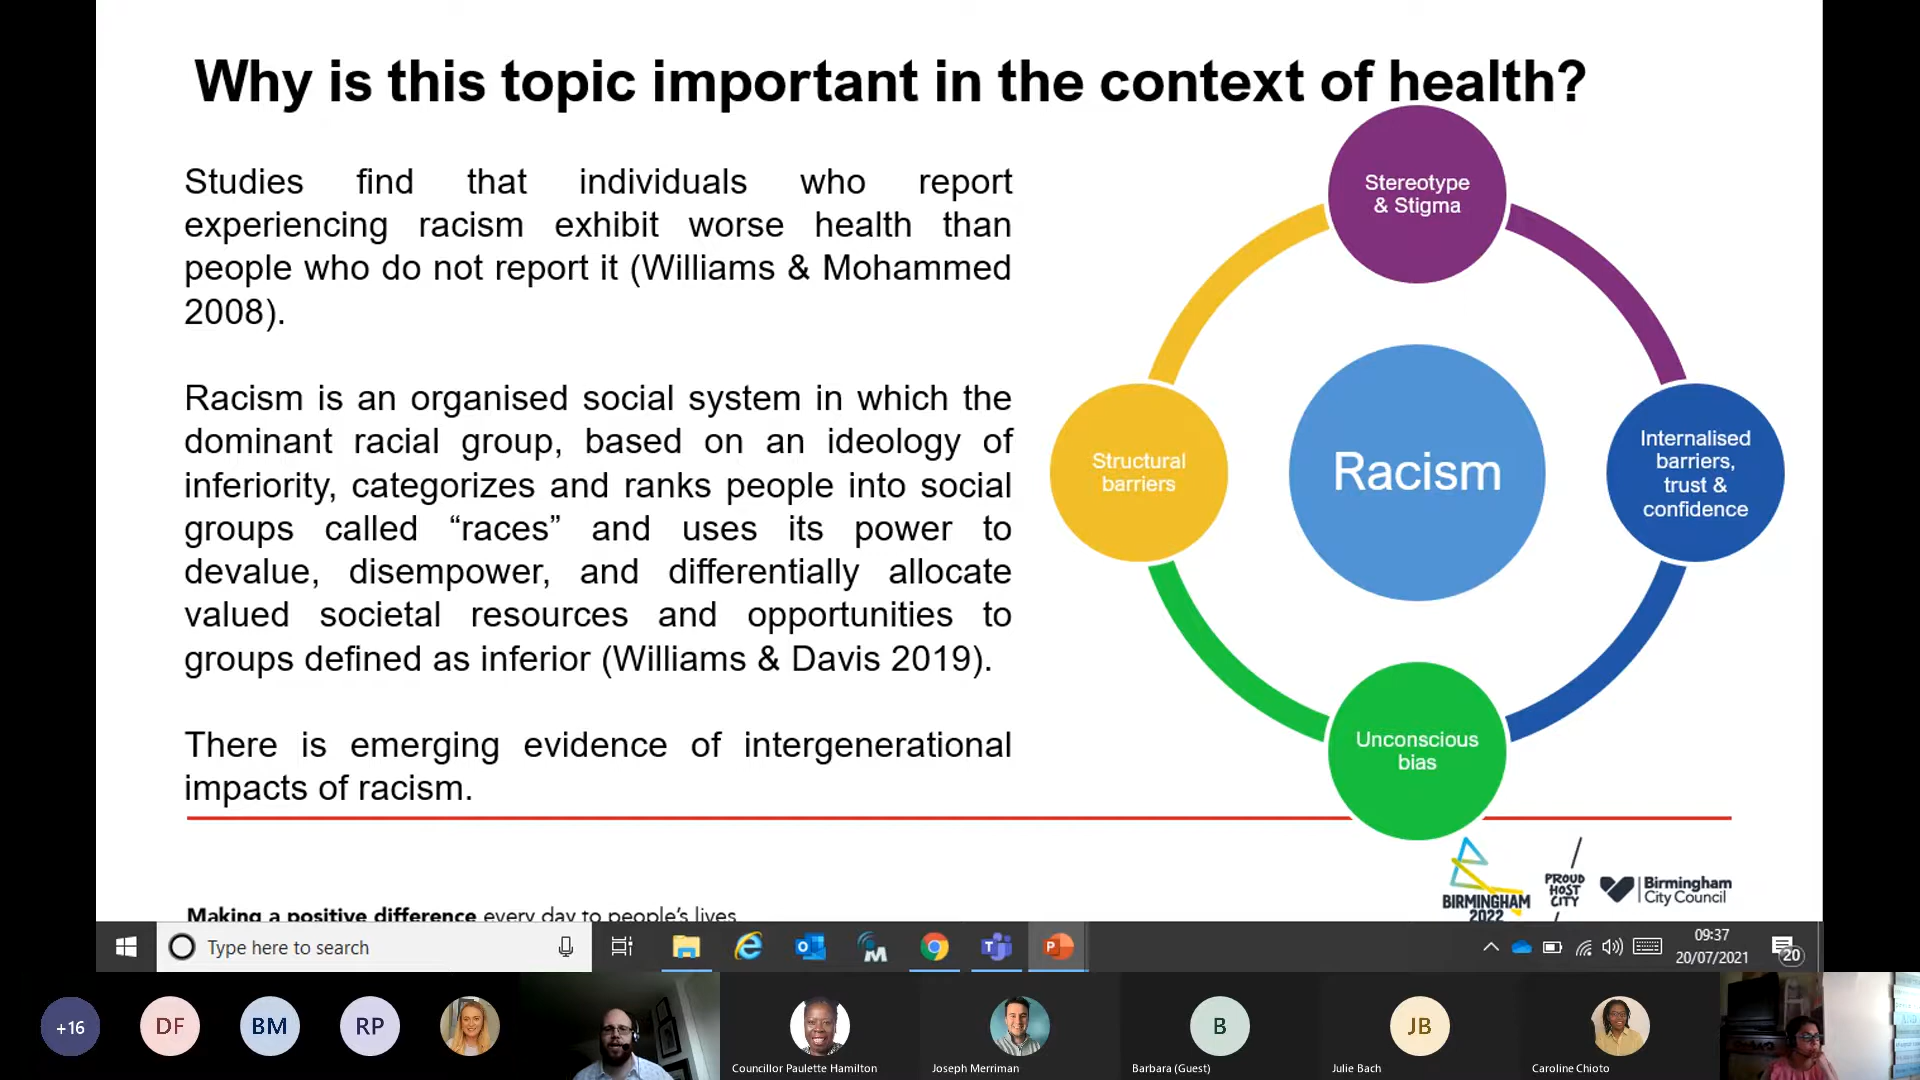 Why is this topic important in the context of health?
Studies find that individuals who report
experiencing racism exhibit worse health than
people who do not report it (Williams & Mohammed
2008).
Racism is an organised social system in which the
dominant racial group, based on an ideology of
inferiority, categorizes and ranks people into social
groups called “races” and uses its power to
devalue, disempower, and differentially allocate
valued societal resources and opportunities to
groups defined as inferior (Williams & Davis 2019).
There is emerging evidence of intergenerational
impacts of racism.
Stereotype
& Stigma
Structural
barriers
Racism
Internalised
barriers,
trust &
confidence
Unconscious
bias
Making a positive difference every day to people's lives
BIRMINGHAM
2022
PROUD
HOST
CITY
Birmingham
City Council
Type here to search
09:37
20/07/2021
20
+16
DF
BM
RP
B
JB
Councillor Paulette Hamilton
Joseph Merriman
Barbara (Guest)
Julie Bach
Caroline Chioto